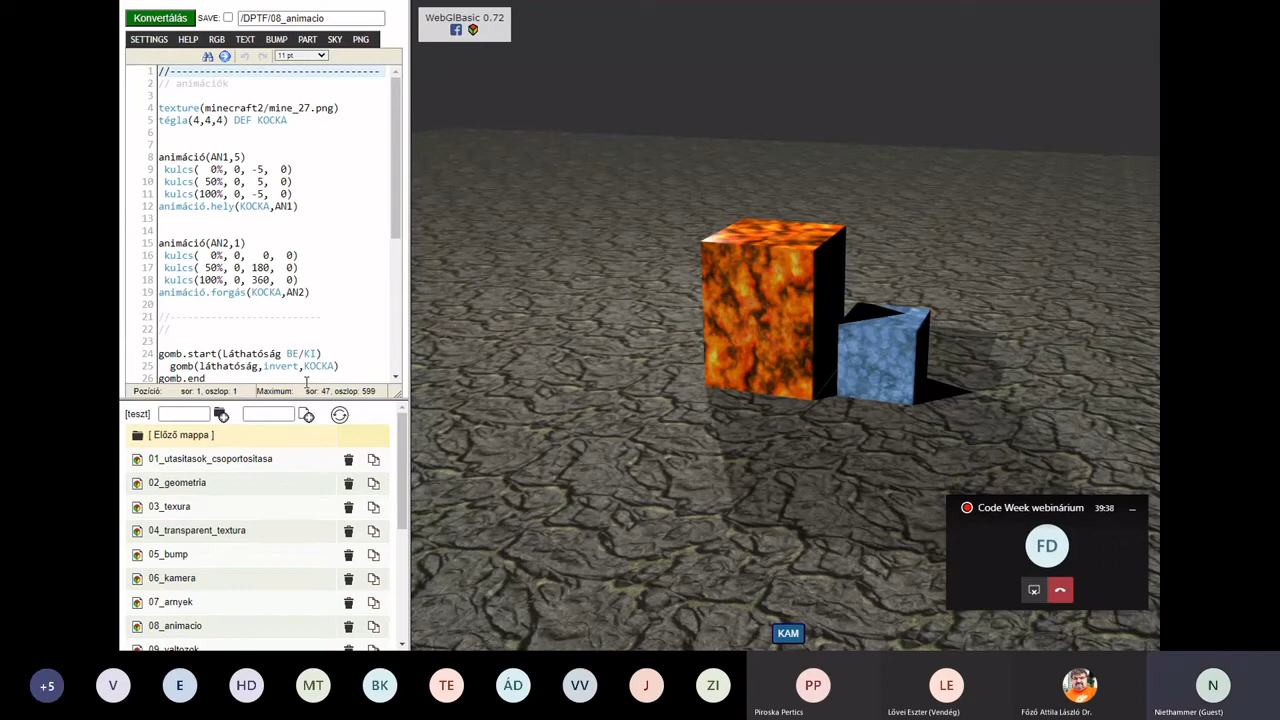 Konvertálás SAVE: /DPTF/08_animacio
SETTINGS HELP RGB TEXT BUMP PART SKY PNG
11 pt
1 //------------------------------------
2 // animációk
3
4 texture(minecraft2/mine_27.png)
5 tégla(4,4,4) DEF KOCKA
6
7
8 animáció(AN1,5)
9 kulcs( 0%, 0, -5, 0)
10 kulcs( 50%, 0, 5, 0)
11 kulcs(100%, 0, -5, 0)
12 animáció.hely(KOCKA,AN1)
13
14
15 animáció(AN2,1)
16 kulcs( 0%, 0, 0, 0)
17 kulcs( 50%, 0, 180, 0)
18 kulcs(100%, 0, 360, 0)
19 animáció.forgás(KOCKA,AN2)
20
21 //--------------------------
22 //
23
24 gomb.start(Láthatóság BE/KI)
25 gomb(láthatóság,invert,KOCKA)
26 gomb.end
Pozíció: sor: 1, oszlop: 1 Maximum: sor: 47, oszlop: 599
[teszt]
[ Előző mappa ]
01_utasitasok_csoportositasa
02_geometria
03_texura
04_transparent_textura
05_bump
06_kamera
07_arnyek
08_animacio
09_valtozok
WebGlBasic 0.72
Code Week webinárium 39:38
FD
KAM
+5 V E HD MT BK TE ÁD VV J ZI PP LE N
Piroska Pertics Lővei Eszter (Vendég) Főző Attila László Dr. Niethammer (Guest)